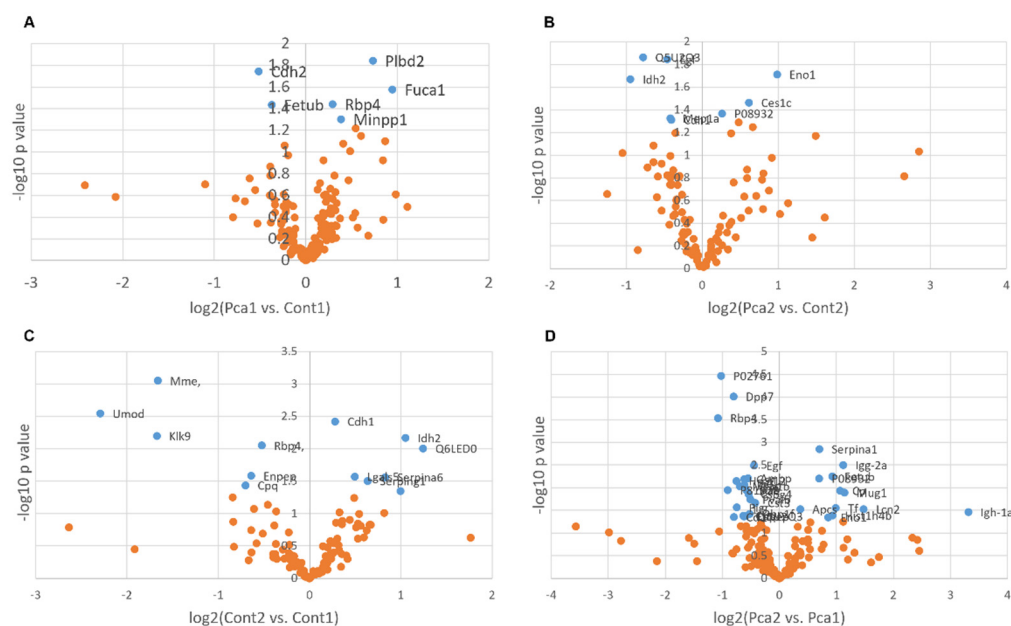 A
2
1.8
1.6
1.4
1.2
1
0.8
0.6
0.4
0.2
0
Cdh2
Plbd2
Fuca1
Fetub
Rbp4
Minpp1
-log10 p value
-3
-2
-1
0
1
2
log2(Pca1 vs. Cont1)
B
2
1.8
1.6
1.4
1.2
1
0.8
0.6
0.4
0.2
0
Idh2
Eno1
Ces1c
P08932
Mep1a
-log10 p value
-2
-1
0
1
2
3
4
log2(Pca2 vs. Cont2)
C
3.5
3
2.5
2
1.5
1
0.5
0
Mme,
Umod
Klk9
Cdh1
Idh2
Q6LED0
Rbp4,
Enpep
Cpq
Lgals5
Serpina6
Serping1
-log10 p value
-3
-2
-1
0
1
2
log2(Cont2 vs. Cont1)
D
5
4.5
4
3.5
3
2.5
2
1
0.5
0
P02761
Dpp7
Rbp4
Serpina1
Egf
Igg-2a
P08932
Mug1
Apcs
Tf
Lcn2
Igh-1a
Hist1h4b
-log10 p value
-4
-3
-2
-1
0
1
2
3
4
log2(Pca2 vs. Pca1)